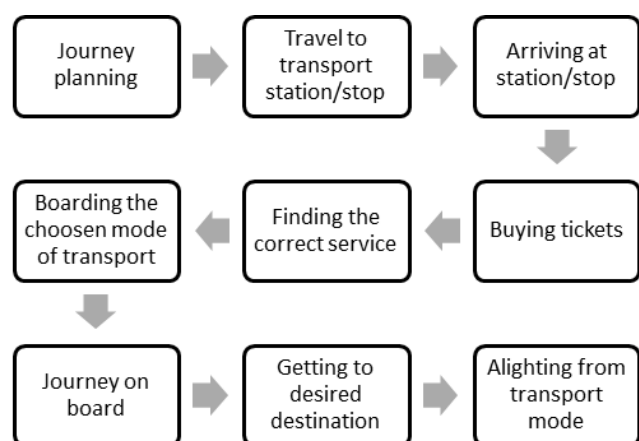 Journey
planning
Travel to
transport
station/stop
Arriving at
station/stop
Buying tickets
Finding the
correct service
Boarding the
choosen mode
of transport
Journey on
board
Getting to
desired
destination
Alighting from
transport
mode